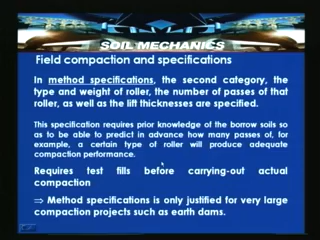 SOIL MECHANICS
Field compaction and specifications
In method specifications, the second category, the
type and weight of roller, the number of passes of that
roller, as well as the lift thicknesses are specified.
This specification requires prior knowledge of the borrow soils so
as to be able to predict in advance how many passes of, for
example, a certain type of roller will produce adequate
compaction performance.
Requires test fills before carrying-out actual
compaction
⇒ Method specifications is only justified for very large
compaction projects such as earth dams.